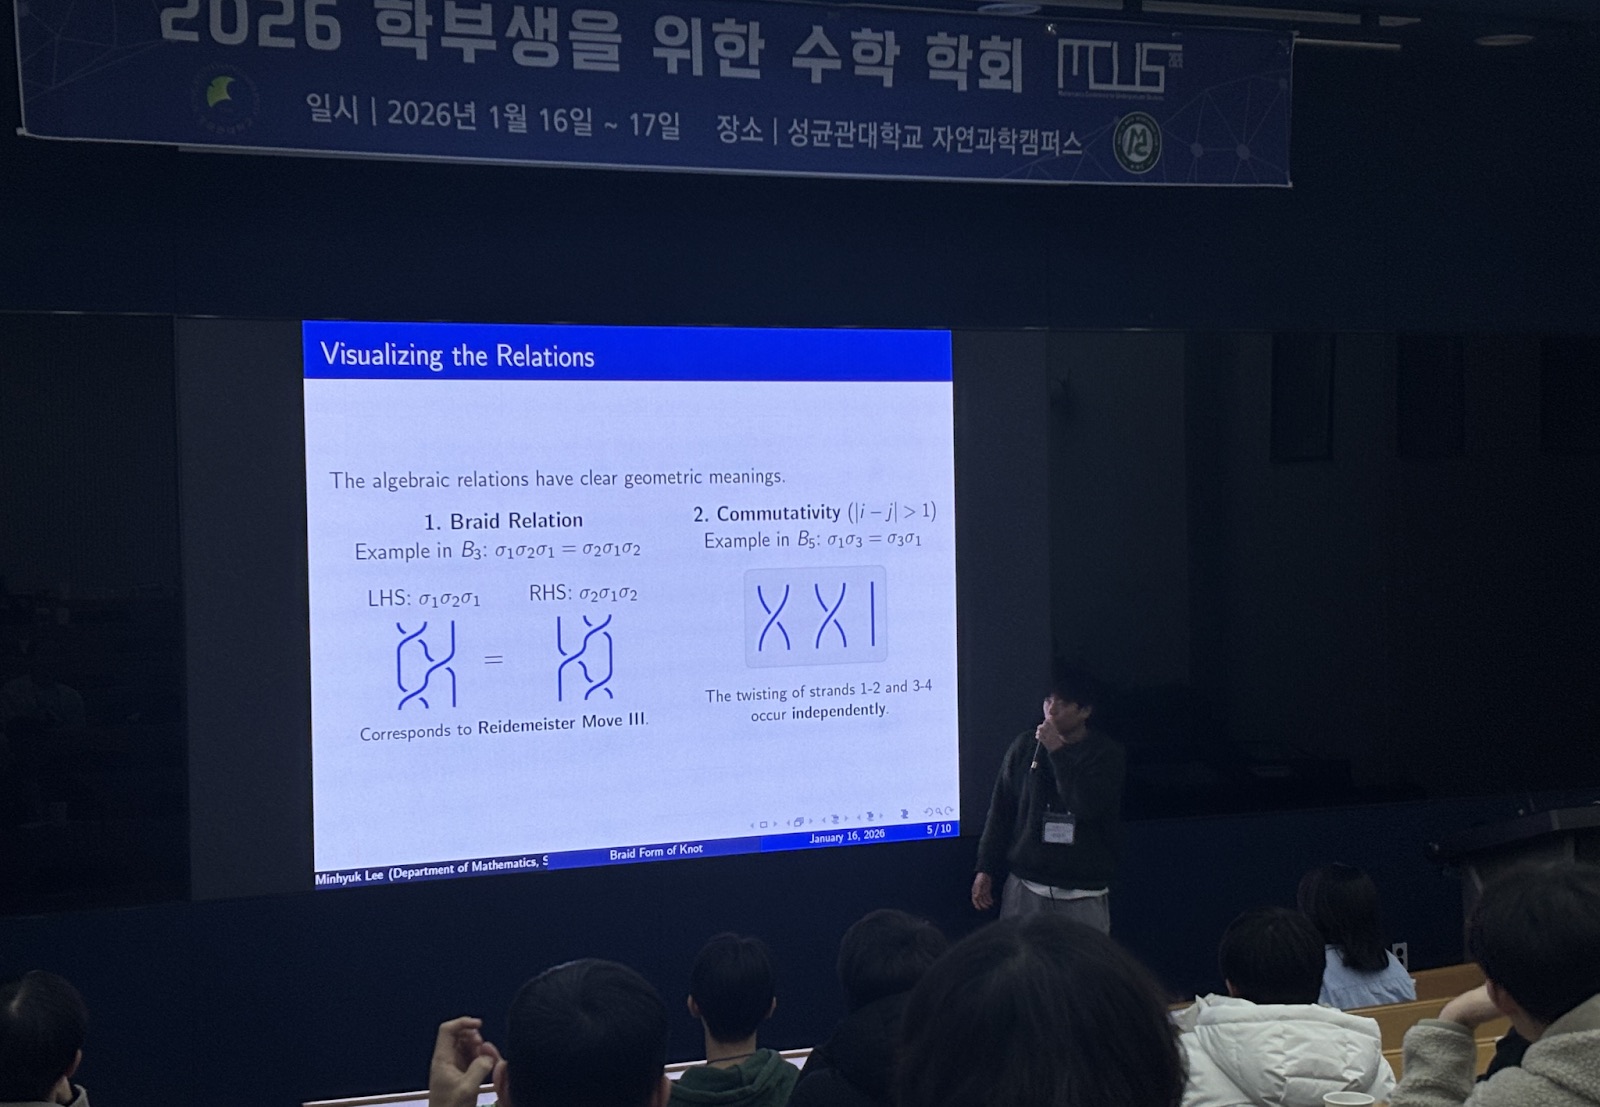 2026 학부생을 위한 수학 학회 MCUS
일시 | 2026년 1월 16일 ~ 17일 장소 | 성균관대학교 자연과학캠퍼스
Visualizing the Relations
The algebraic relations have clear geometric meanings.
1. Braid Relation
Example in B₃: σ₁σ₂σ₁ = σ₂σ₁σ₂
LHS: σ₁σ₂σ₁ RHS: σ₂σ₁σ₂
=
Corresponds to Reidemeister Move III.
2. Commutativity (|i − j| > 1)
Example in B₅: σ₁σ₃ = σ₃σ₁
The twisting of strands 1-2 and 3-4
occur independently.
Minhyuk Lee (Department of Mathematics, S Braid Form of Knot January 16, 2026 5 / 10